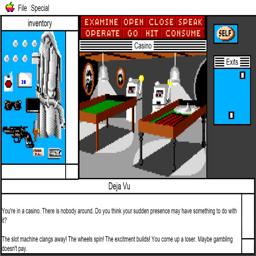 File Special
inventory
EXAMINE OPEN CLOSE SPEAK
OPERATE GO HIT CONSUME
SELF
Casino
Exits
Deja Vu
You're in a casino. There is nobody around. Do you think your sudden presence may have something to do with
it?
The slot machine clangs away! The wheels spin! The excitment builds! You come up a loser. Maybe gambling
doesn't pay.